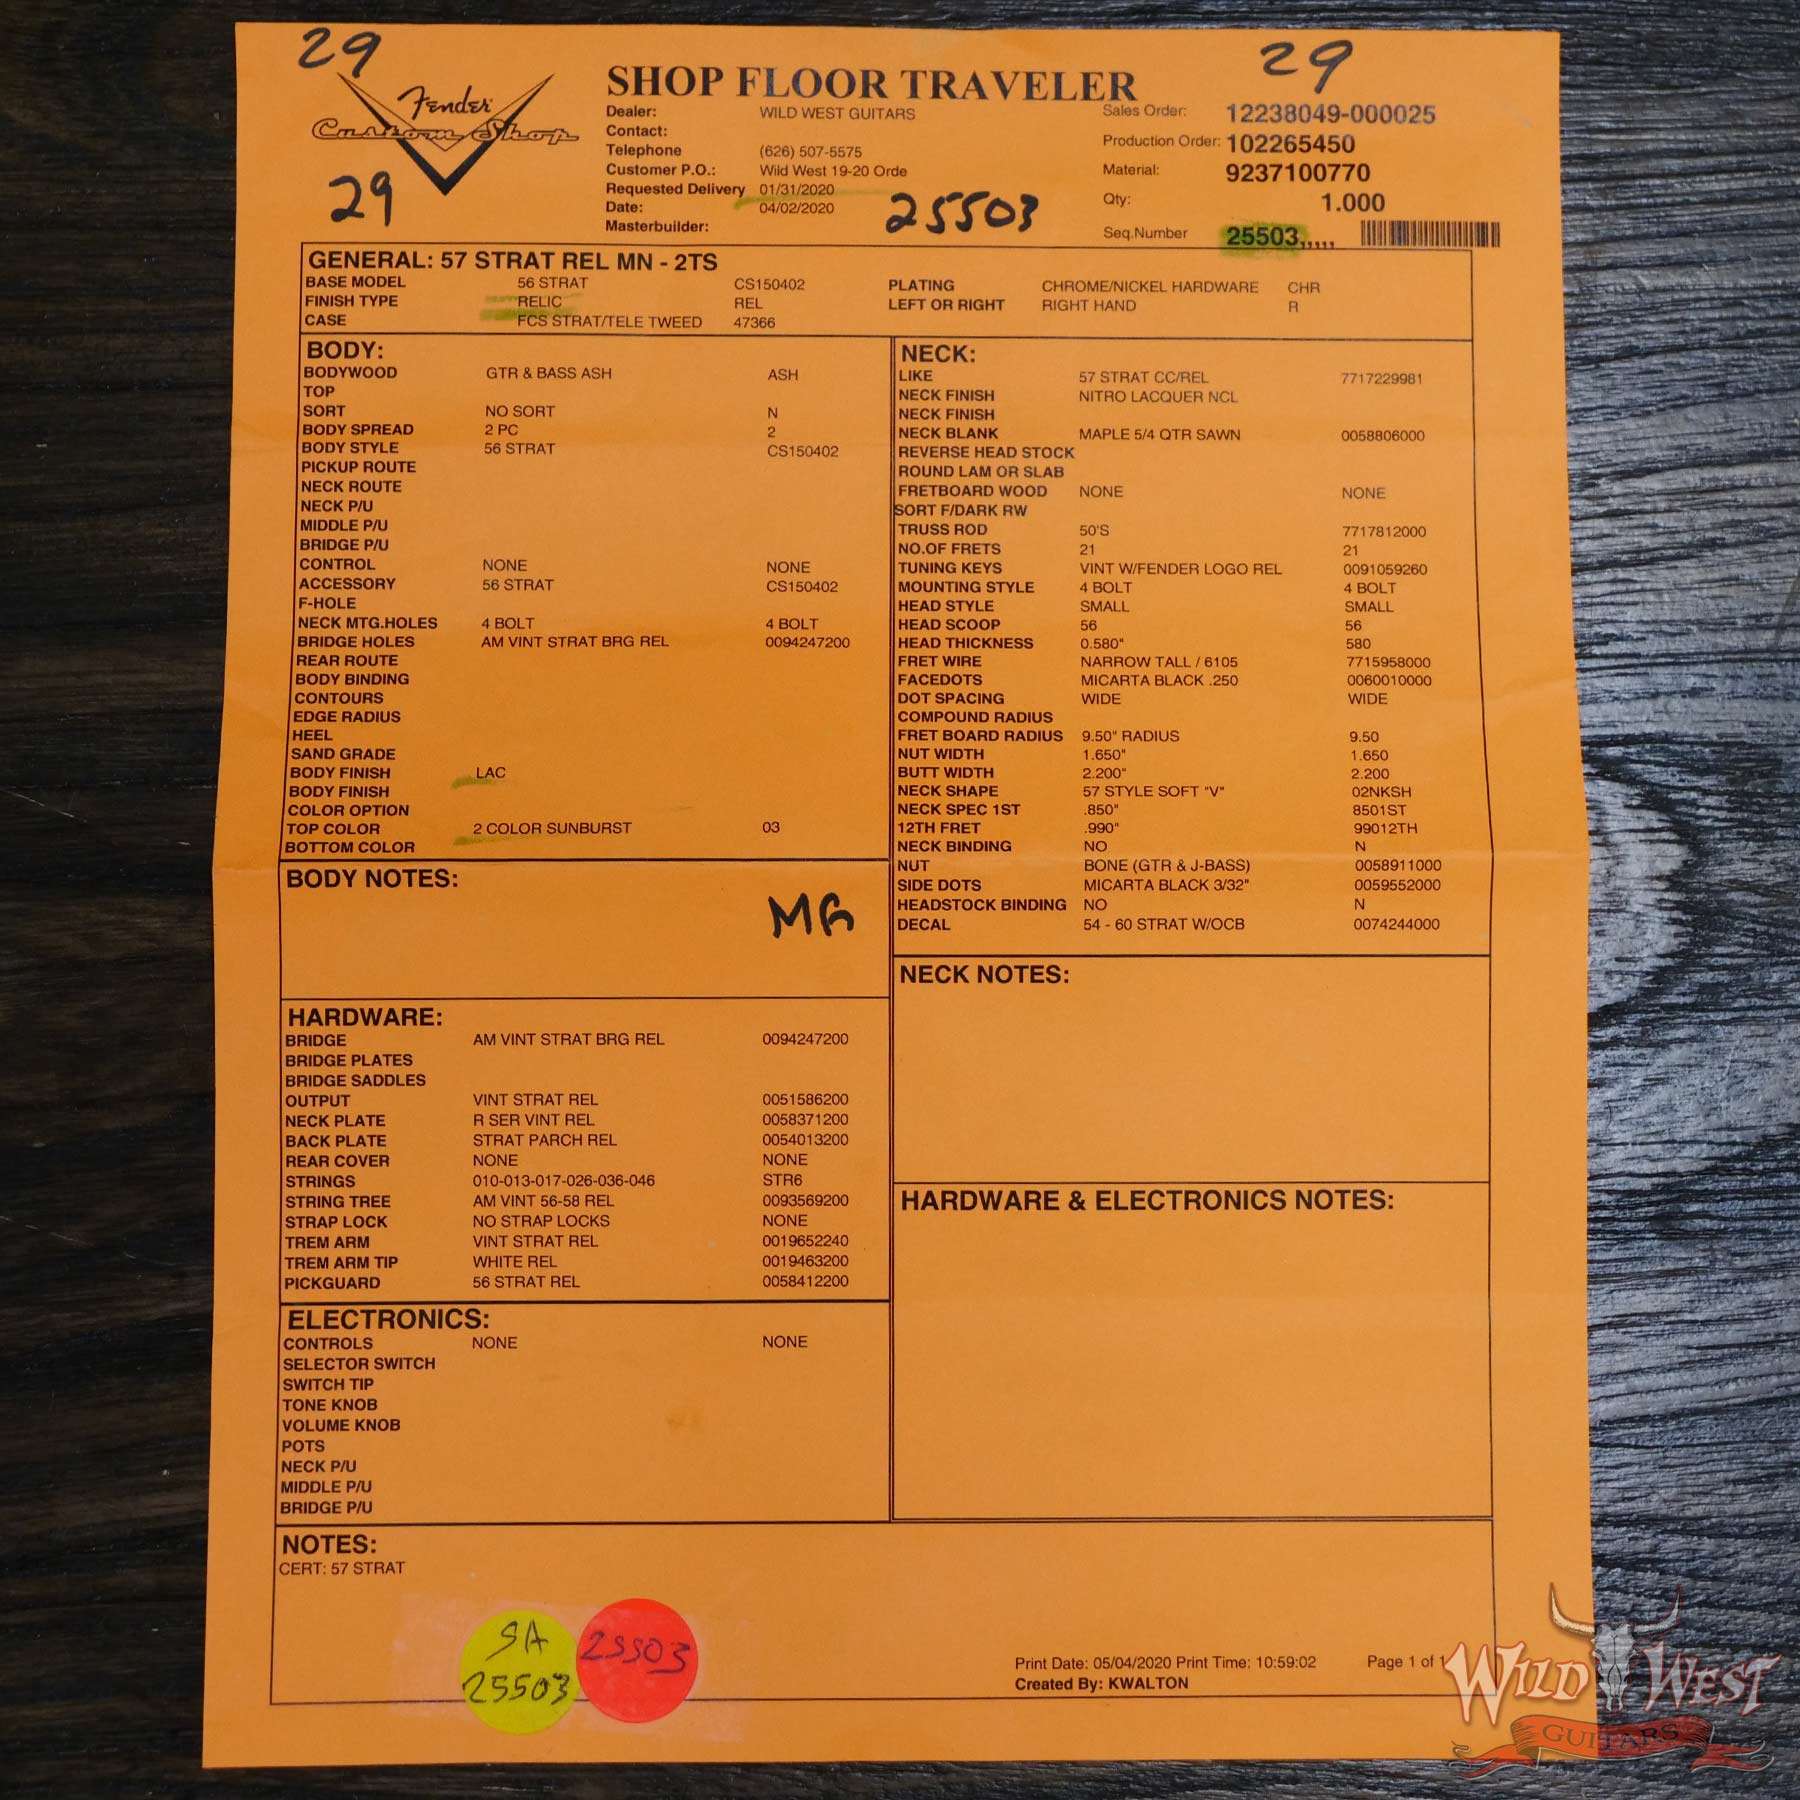 29
29
Fender
Custom Shop
29
SHOP FLOOR TRAVELER
Dealer: WILD WEST GUITARS
Contact:
Telephone (626) 507-5575
Customer P.O.: Wild West 19-20 Orde
Requested Delivery 01/31/2020
Date: 04/02/2020
Masterbuilder:
25503
Sales Order: 12238049-000025
Production Order: 102265450
Material: 9237100770
Qty: 1.000
Seq.Number 25503,,,,,
GENERAL: 57 STRAT REL MN - 2TS
BASE MODEL 56 STRAT CS150402 PLATING CHROME/NICKEL HARDWARE CHR
FINISH TYPE RELIC REL LEFT OR RIGHT RIGHT HAND R
CASE FCS STRAT/TELE TWEED 47366
BODY:
BODYWOOD GTR & BASS ASH ASH
TOP
SORT NO SORT N
BODY SPREAD 2 PC 2
BODY STYLE 56 STRAT CS150402
PICKUP ROUTE
NECK ROUTE
NECK P/U
MIDDLE P/U
BRIDGE P/U
CONTROL NONE NONE
ACCESSORY 56 STRAT CS150402
F-HOLE
NECK MTG.HOLES 4 BOLT 4 BOLT
BRIDGE HOLES AM VINT STRAT BRG REL 0094247200
REAR ROUTE
BODY BINDING
CONTOURS
EDGE RADIUS
HEEL
SAND GRADE
BODY FINISH LAC
BODY FINISH
COLOR OPTION
TOP COLOR 2 COLOR SUNBURST 03
BOTTOM COLOR
BODY NOTES:
HARDWARE:
BRIDGE AM VINT STRAT BRG REL 0094247200
BRIDGE PLATES
BRIDGE SADDLES
OUTPUT VINT STRAT REL 0051586200
NECK PLATE R SER VINT REL 0058371200
BACK PLATE STRAT PARCH REL 0054013200
REAR COVER NONE NONE
STRINGS 010-013-017-026-036-046 STR6
STRING TREE AM VINT 56-58 REL 0093569200
STRAP LOCK NO STRAP LOCKS NONE
TREM ARM VINT STRAT REL 0019652240
TREM ARM TIP WHITE REL 0019463200
PICKGUARD 56 STRAT REL 0058412200
ELECTRONICS:
CONTROLS NONE NONE
SELECTOR SWITCH
SWITCH TIP
TONE KNOB
VOLUME KNOB
POTS
NECK P/U
MIDDLE P/U
BRIDGE P/U
NECK:
LIKE 57 STRAT CC/REL 7717229981
NECK FINISH NITRO LACQUER NCL
NECK FINISH
NECK BLANK MAPLE 5/4 QTR SAWN 0058806000
REVERSE HEAD STOCK
ROUND LAM OR SLAB
FRETBOARD WOOD NONE NONE
SORT F/DARK RW
TRUSS ROD 50'S 7717812000
NO.OF FRETS 21 21
TUNING KEYS VINT W/FENDER LOGO REL 0091059260
MOUNTING STYLE 4 BOLT 4 BOLT
HEAD STYLE SMALL SMALL
HEAD SCOOP 56 56
HEAD THICKNESS 0.580" 580
FRET WIRE NARROW TALL / 6105 7715958000
FACEDOTS MICARTA BLACK .250 0060010000
DOT SPACING WIDE WIDE
COMPOUND RADIUS
FRET BOARD RADIUS 9.50" RADIUS 9.50
NUT WIDTH 1.650" 1.650
BUTT WIDTH 2.200" 2.200
NECK SHAPE 57 STYLE SOFT "V" 02NKSH
NECK SPEC 1ST .850" 8501ST
12TH FRET .990" 99012TH
NECK BINDING NO N
NUT BONE (GTR & J-BASS) 0058911000
SIDE DOTS MICARTA BLACK 3/32" 0059552000
HEADSTOCK BINDING NO N
DECAL 54 - 60 STRAT W/OCB 0074244000
NECK NOTES:
HARDWARE & ELECTRONICS NOTES:
NOTES:
CERT: 57 STRAT
SA
25503
25503
Print Date: 05/04/2020 Print Time: 10:59:02 Page 1 of 1
Created By: KWALTON
WILD WEST
GUITARS